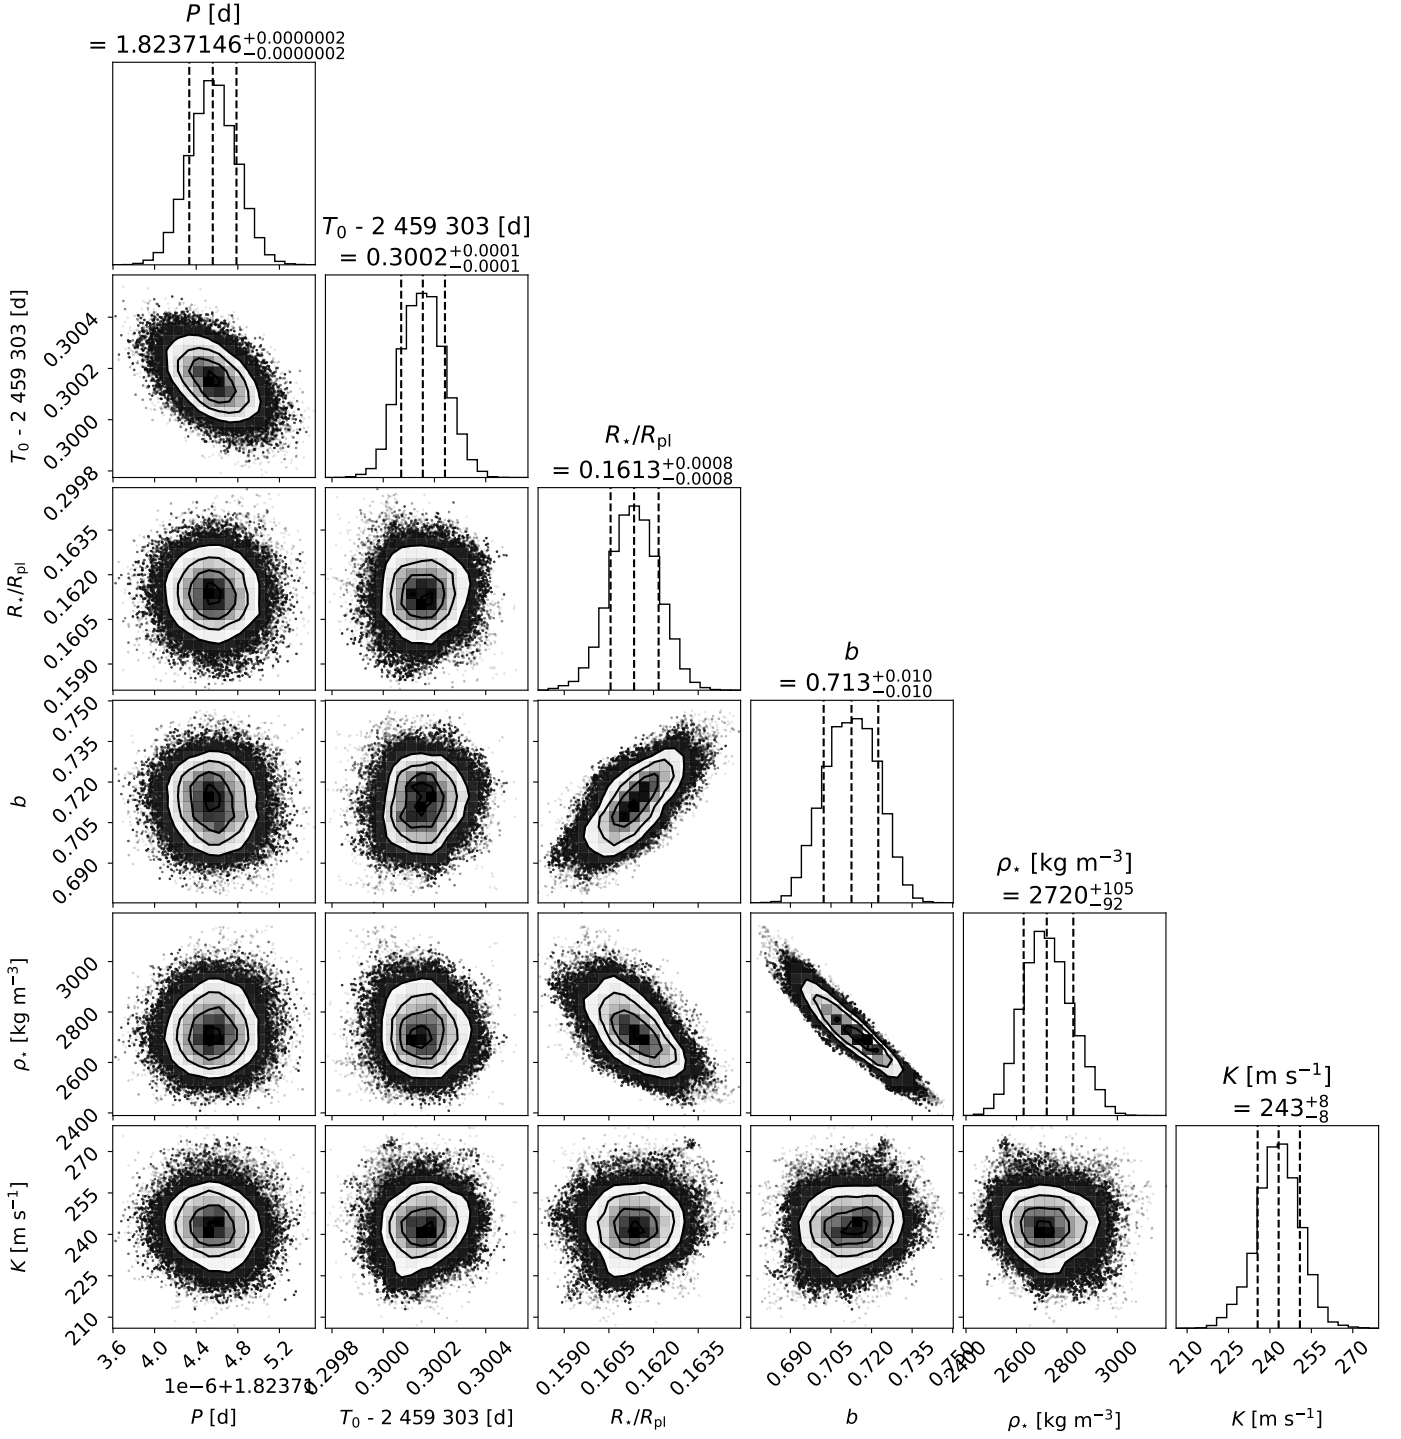 P [d]
= 1.8237146+0.0000002−0.0000002
T0 - 2 459 303 [d]
= 0.3002+0.0001−0.0001
R⋆/Rpl
= 0.1613+0.0008−0.0008
b
= 0.713+0.010−0.010
ρ⋆ [kg m−3]
= 2720+105−92
K [m s−1]
= 243+8−8
T0 - 2 459 303 [d]
0.3004
0.3002
0.3000
0.2998
R⋆/Rpl
0.1635
0.1620
0.1605
0.1590
b
0.750
0.735
0.720
0.705
0.690
ρ⋆ [kg m−3]
3000
2800
2600
2400
K [m s−1]
270
255
240
225
210
3.6 4.0 4.4 4.8 5.2
1e−6+1.82371
P [d]
0.2998 0.3000 0.3002 0.3004
T0 - 2 459 303 [d]
0.1590 0.1605 0.1620 0.1635
R⋆/Rpl
0.690 0.705 0.720 0.735 0.750
b
2400 2600 2800 3000
ρ⋆ [kg m−3]
210 225 240 255 270
K [m s−1]